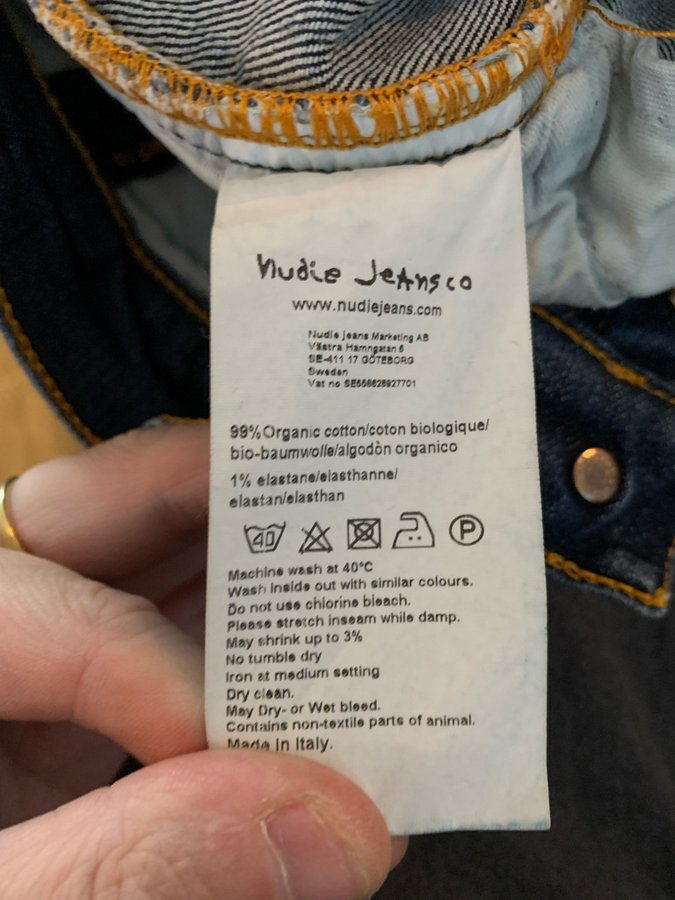 Nudie Jeans co
www.nudiejeans.com
Nudie Jeans Marketing AB
Västra Hamngatan 6
SE-411 17 GÖTEBORG
Sweden
Vat no SE556628927701
99% Organic cotton/coton biologique/
bio-baumwolle/algodòn organico
1% elastane/elasthanne/
elastan/elasthan
40 P
Machine wash at 40°C
Wash inside out with similar colours.
Do not use chlorine bleach.
Please stretch inseam while damp.
May shrink up to 3%
No tumble dry
Iron at medium setting
Dry clean.
May Dry- or Wet bleed.
Contains non-textile parts of animal.
Made in Italy.